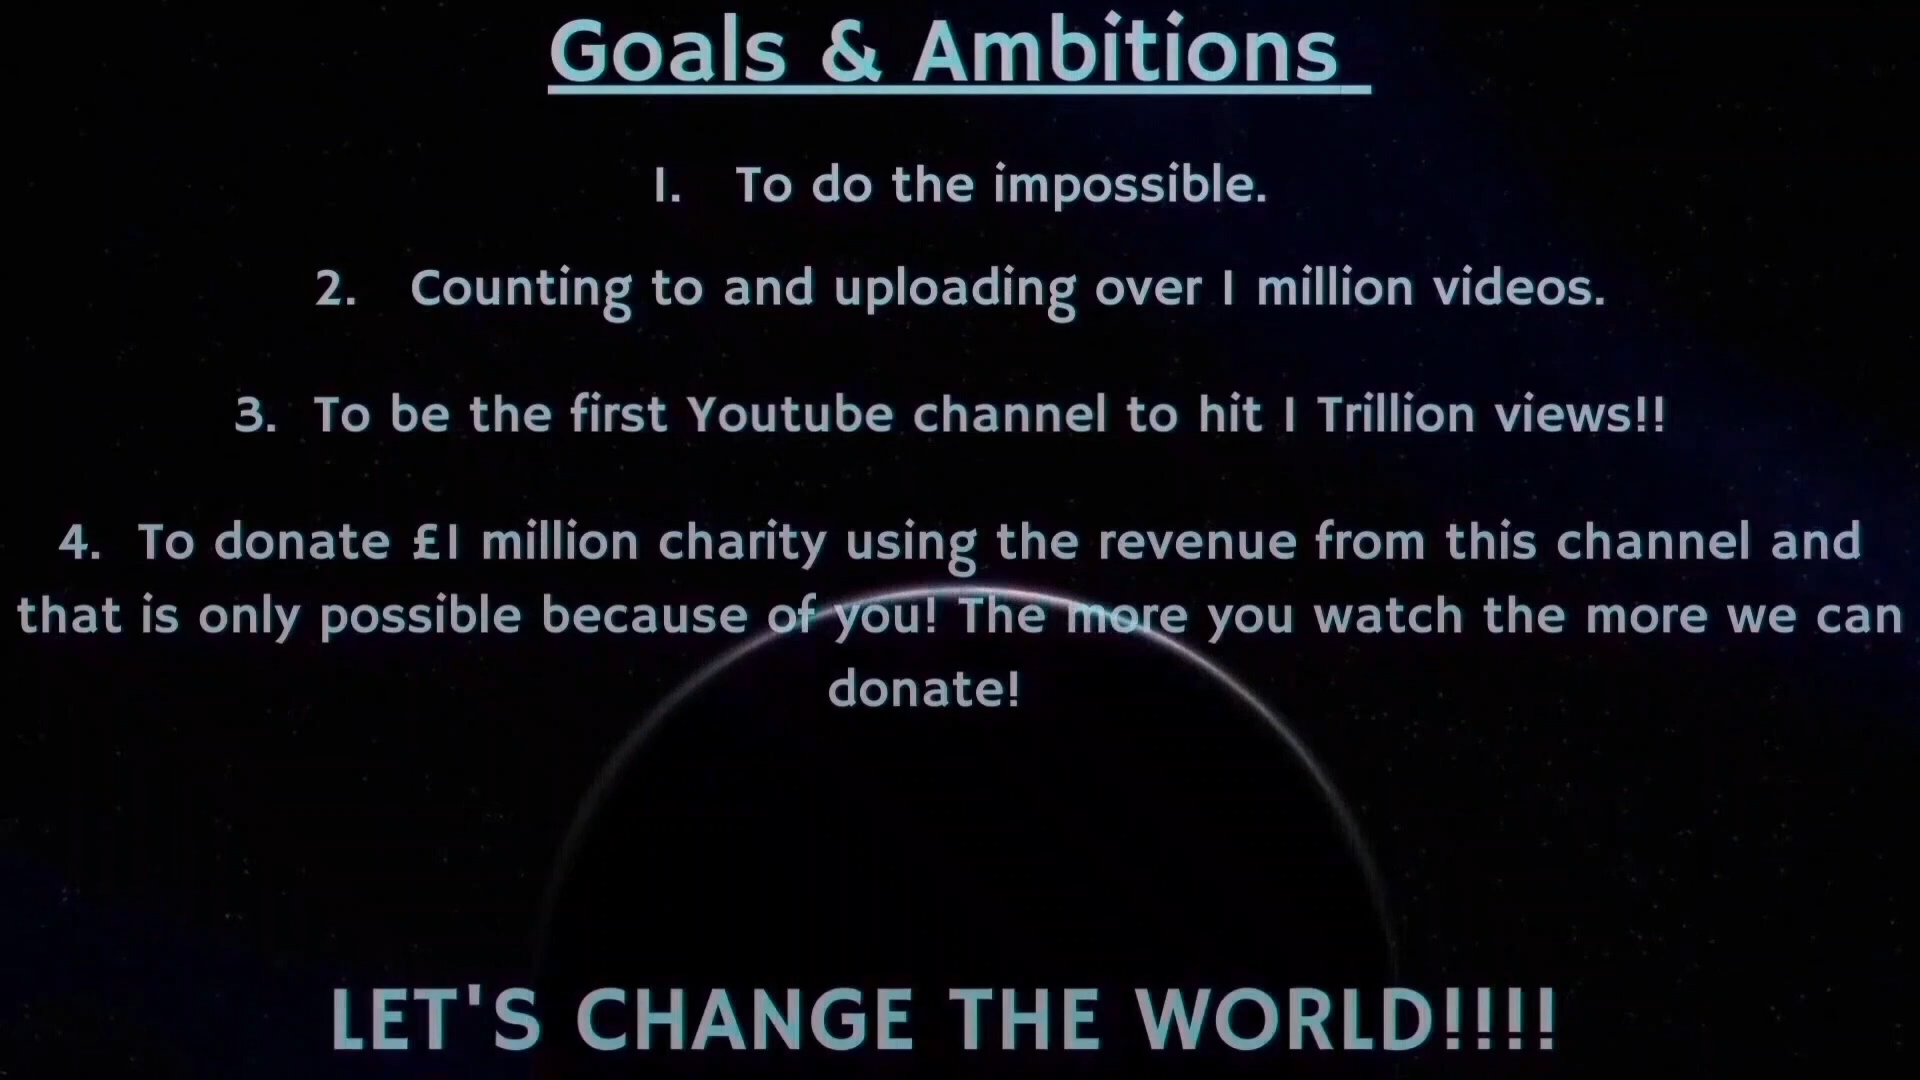 Goals & Ambitions
1. To do the impossible.
2. Counting to and uploading over 1 million videos.
3. To be the first Youtube channel to hit 1 Trillion views!!
4. To donate £1 million charity using the revenue from this channel and
that is only possible because of you! The more you watch the more we can
donate!
LET'S CHANGE THE WORLD!!!!